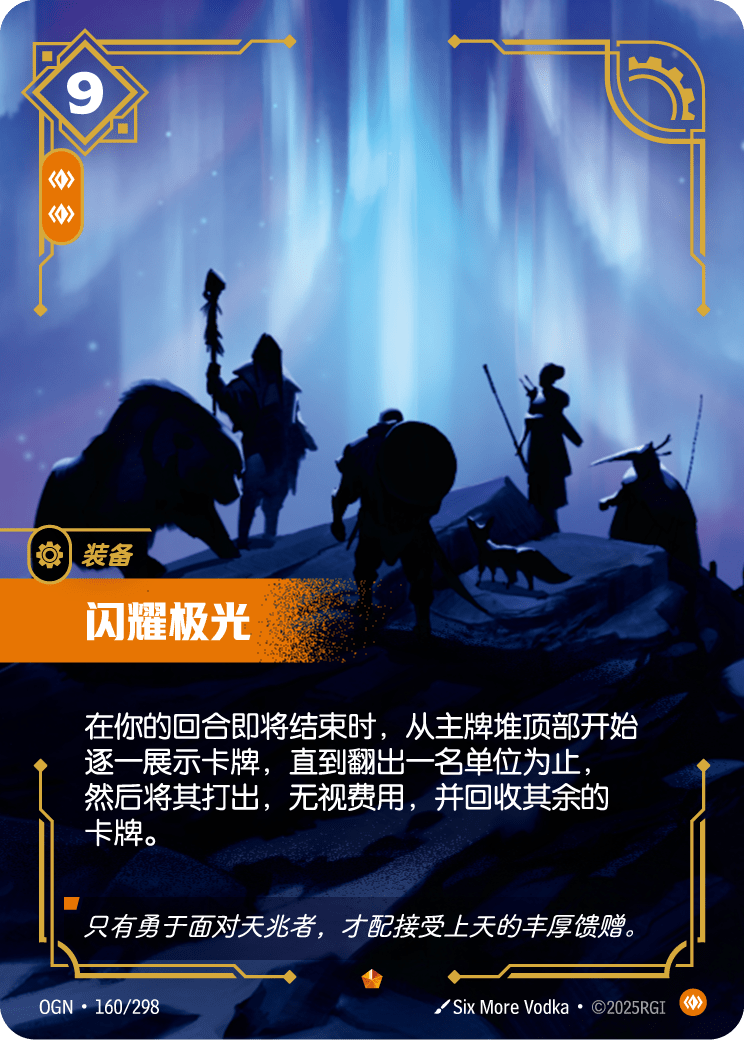 9
装备
闪耀极光
在你的回合即将结束时，从主牌堆顶部开始
逐一展示卡牌，直到翻出一名单位为止，
然后将其打出，无视费用，并回收其余的
卡牌。
只有勇于面对天兆者，才配接受上天的丰厚馈赠。
OGN • 160/298
Six More Vodka • ©2025RGI